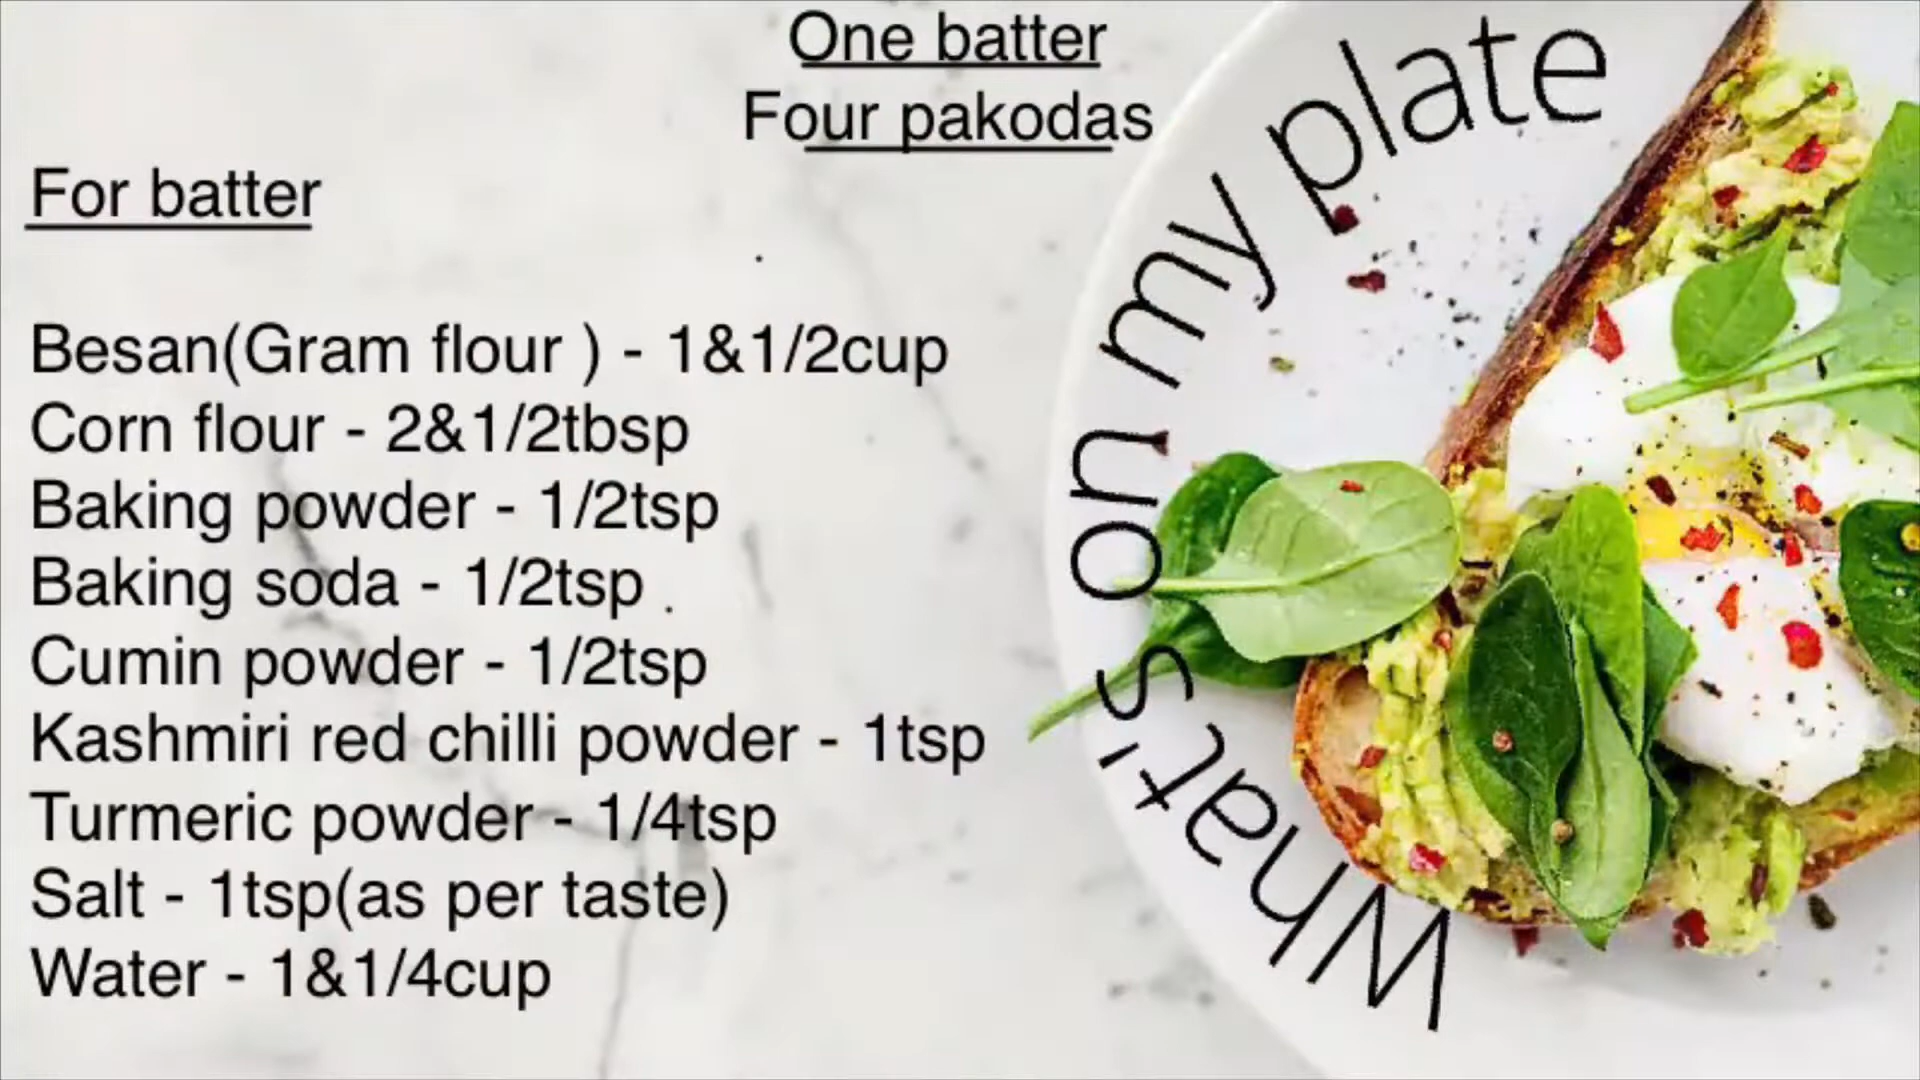 One batter
Four pakodas
For batter
Besan(Gram flour ) - 1&1/2cup
Corn flour - 2&1/2tbsp
Baking powder - 1/2tsp
Baking soda - 1/2tsp .
Cumin powder - 1/2tsp
Kashmiri red chilli powder - 1tsp
Turmeric powder - 1/4tsp
Salt - 1tsp(as per taste)
Water - 1&1/4cup
What's on my plate